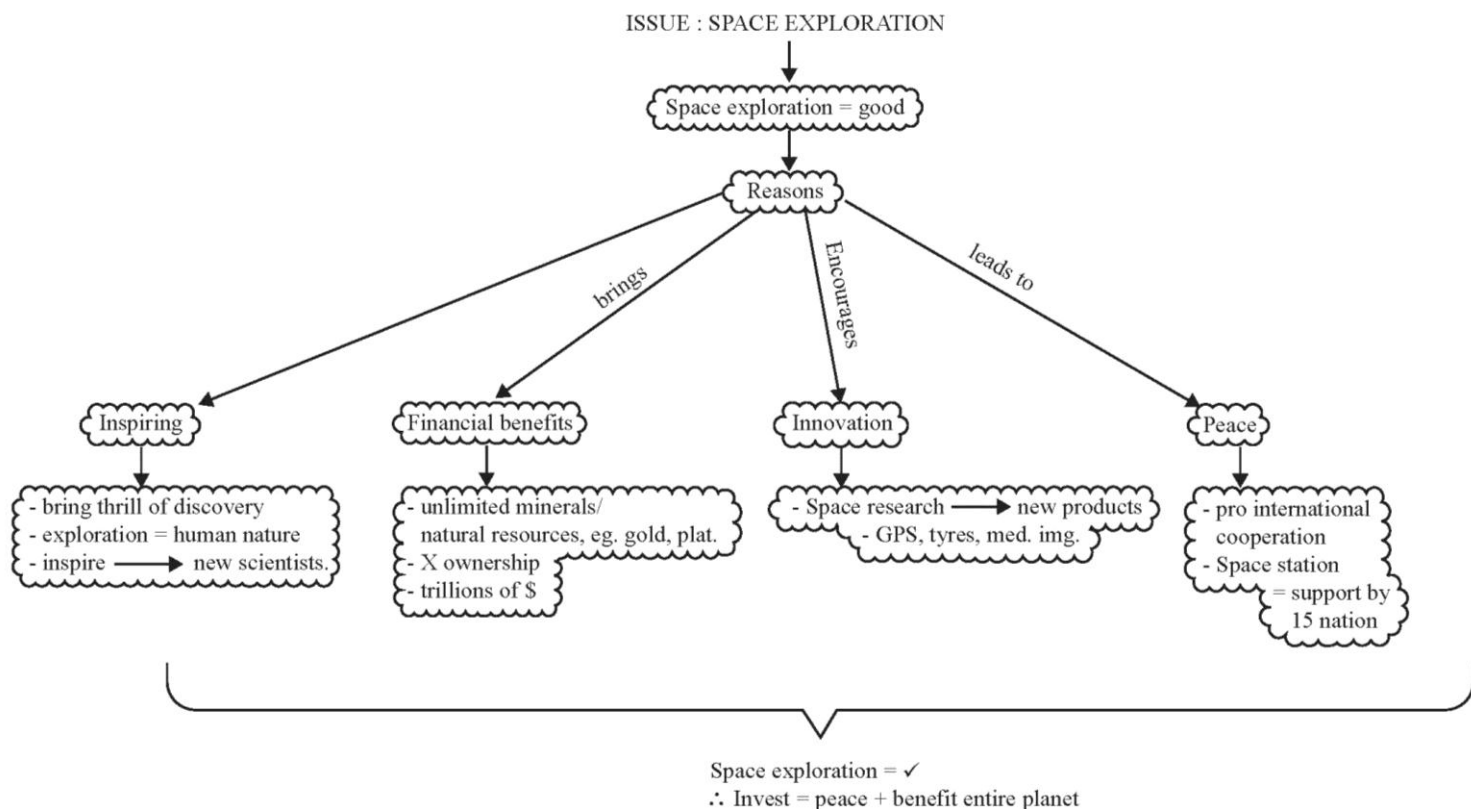 ISSUE : SPACE EXPLORATION
Space exploration = good
Reasons
brings
Encourages
leads to
Inspiring
- bring thrill of discovery
- exploration = human nature
- inspire → new scientists.
Financial benefits
- unlimited minerals/
natural resources, eg. gold, plat.
- X ownership
- trillions of $
Innovation
- Space research → new products
- GPS, tyres, med. img.
Peace
- pro international
cooperation
- Space station
= support by
15 nation
Space exploration = ✓
∴ Invest = peace + benefit entire planet